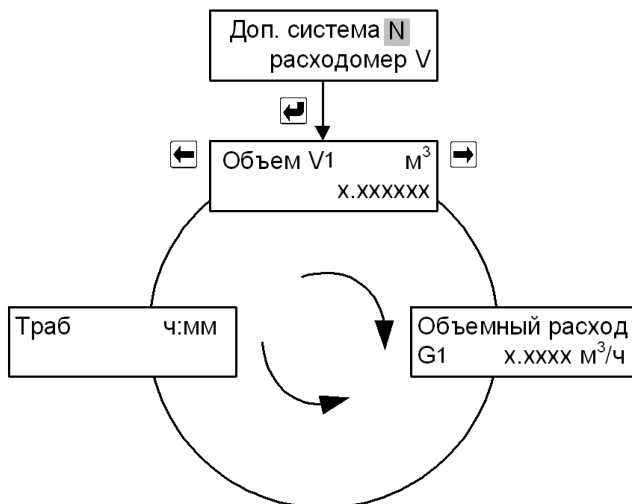 Доп. система N
расходомер V
Объем V1 м³
x.xxxxxx
Траб ч:мм
Объемный расход
G1 x.xxxx м³/ч